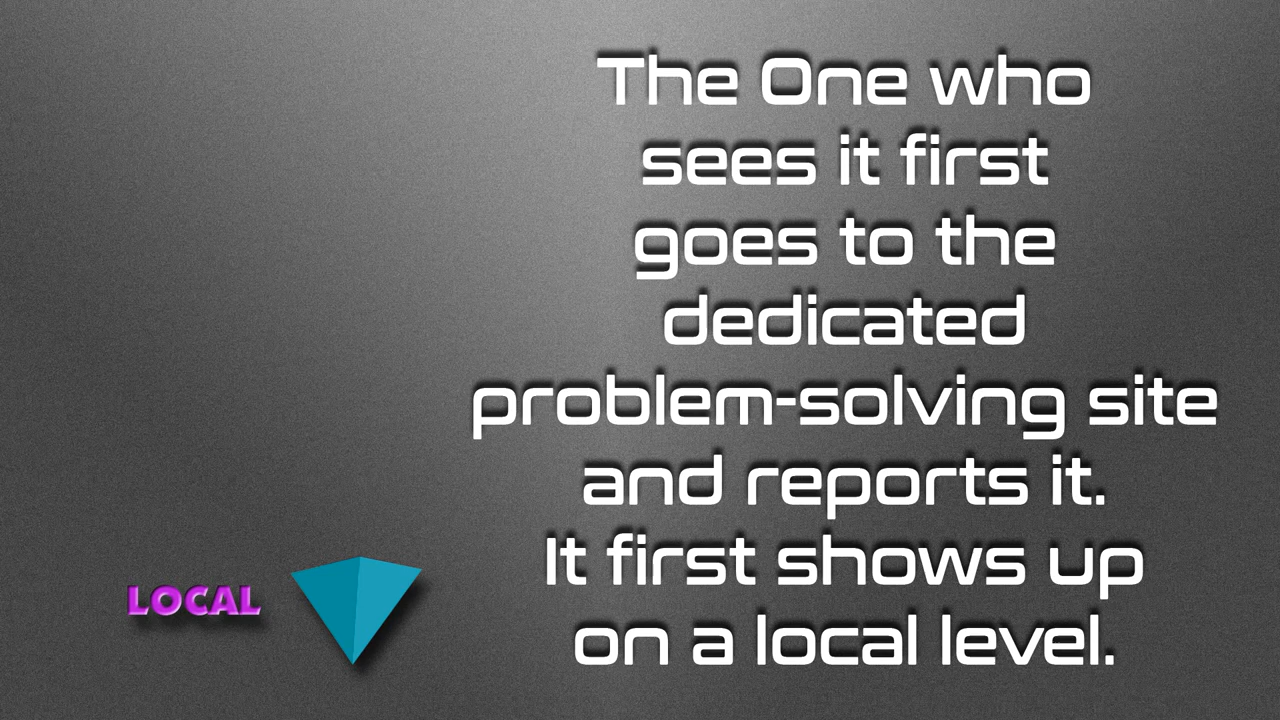 The One who
sees it first
goes to the
dedicated
problem-solving site
and reports it.
It first shows up
on a local level.
LOCAL